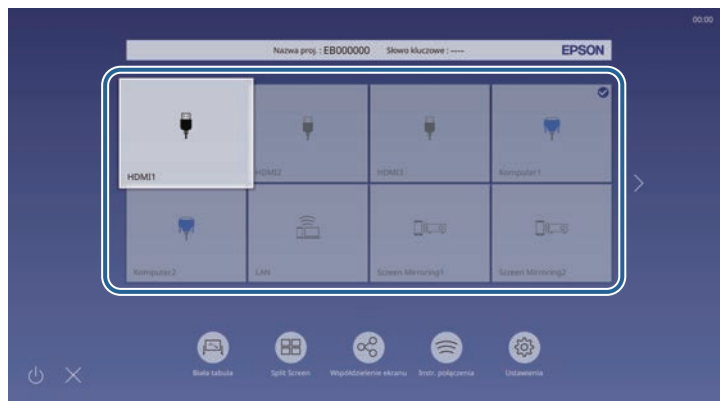 00:00
Nazwa proj. : EB000000 Słowo kluczowe : ---- EPSON
HDMI1 HDMI2 HDMI3 Komputer1
Komputer2 LAN Screen Mirroring1 Screen Mirroring2
Biała tabula Split Screen Współdzielenie ekranu Instr. połączenia Ustawienia